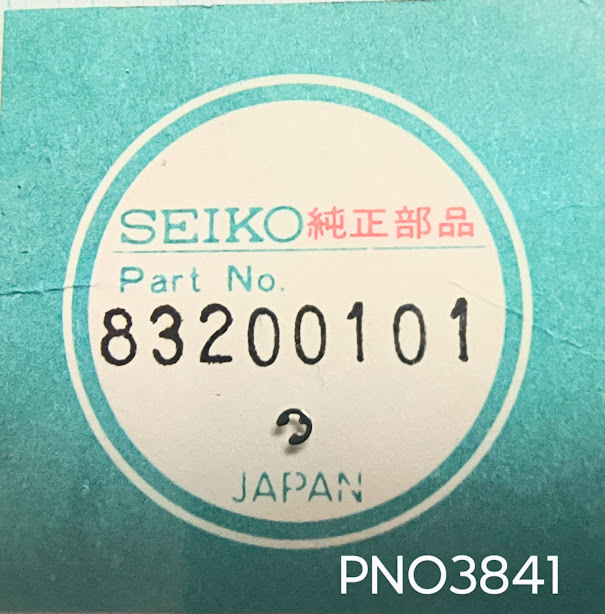 SEIKO純正部品
Part No.
83200101
JAPAN
PNO3841